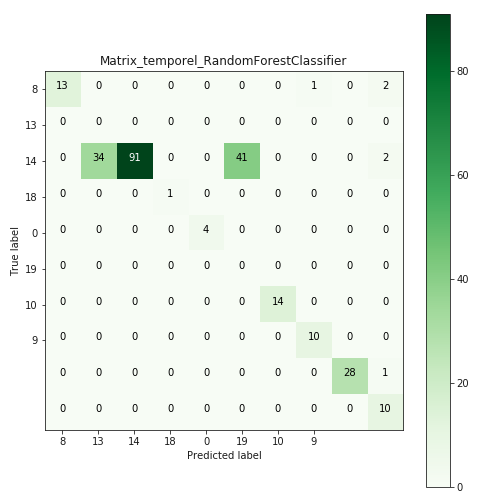 Matrix_temporel_RandomForestClassifier
8 13 0 0 0 0 0 0 1 0 2
13 0 0 0 0 0 0 0 0 0 0
14 0 34 91 0 0 41 0 0 0 2
18 0 0 0 1 0 0 0 0 0 0
0 0 0 0 0 4 0 0 0 0 0
19 0 0 0 0 0 0 0 0 0 0
10 0 0 0 0 0 0 14 0 0 0
9 0 0 0 0 0 0 0 10 0 0
0 0 0 0 0 0 0 0 28 1
0 0 0 0 0 0 0 0 0 10
8 13 14 18 0 19 10 9
Predicted label
True label
80
60
40
20
0